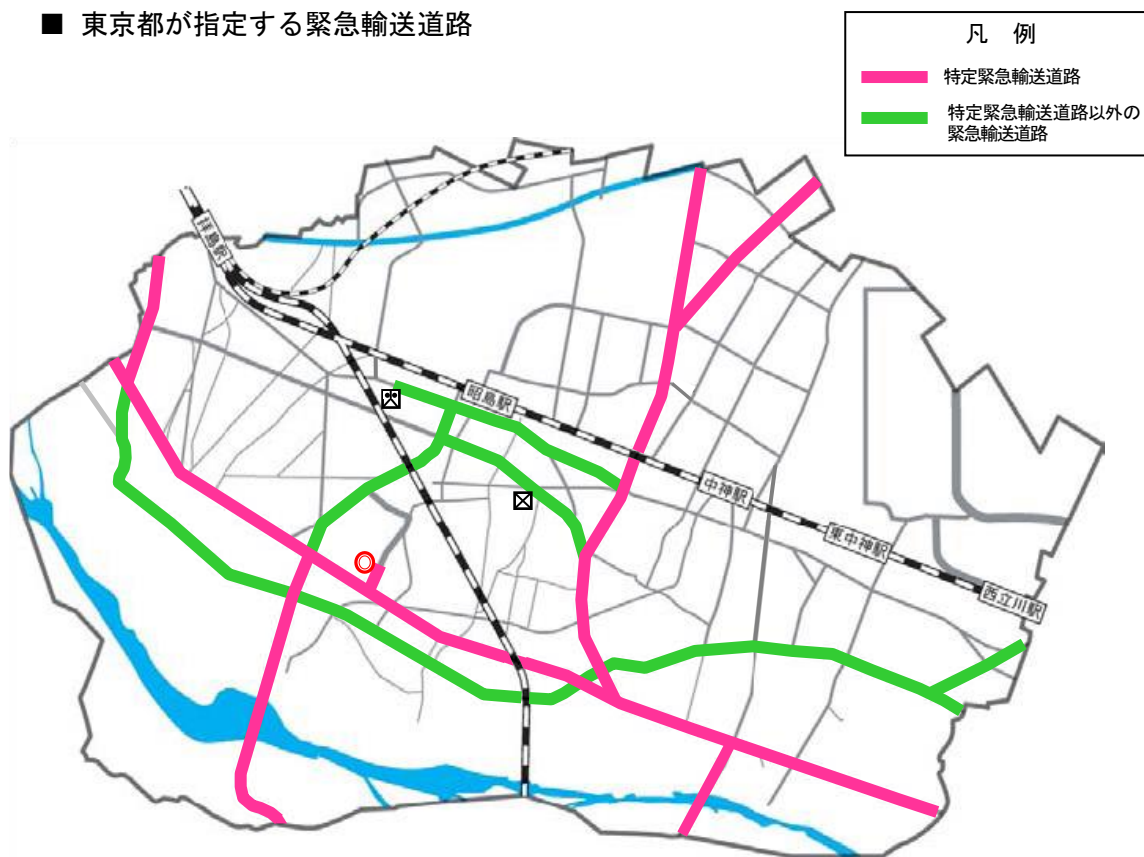 ■ 東京都が指定する緊急輸送道路
凡 例
特定緊急輸送道路
特定緊急輸送道路以外の
緊急輸送道路
拝島駅
昭島駅
中神駅
東中神駅
西立川駅